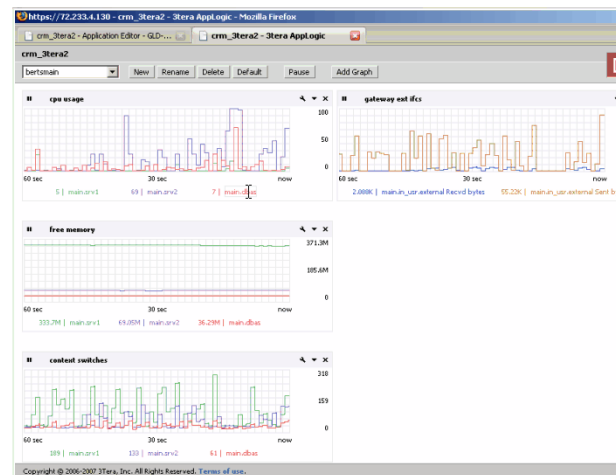 https://72.233.4.130 - crm_3tera2 - 3tera AppLogic - Mozilla Firefox
crm_3tera2 - Application Editor - GLD-... crm_3tera2 - 3tera AppLogic
crm_3tera2
bertsmain New Rename Delete Default Pause Add Graph
cpu usage
100
50
0
60 sec 30 sec now
5 | main.srv1 69 | main.srv2 7 | main.dbas
gateway ext ifcs
60 sec 30 sec now
2.088K | main.in_usr.external Recvd bytes 55.22K | main.in_usr.external Sent b
free memory
371.3M
185.6M
0
60 sec 30 sec now
333.7M | main.srv1 69.05M | main.srv2 36.29M | main.dbas
context switches
318
159
0
60 sec 30 sec now
189 | main.srv1 133 | main.srv2 61 | main.dbas
Copyright © 2006-2007 3Tera, Inc. All Rights Reserved. Terms of use.